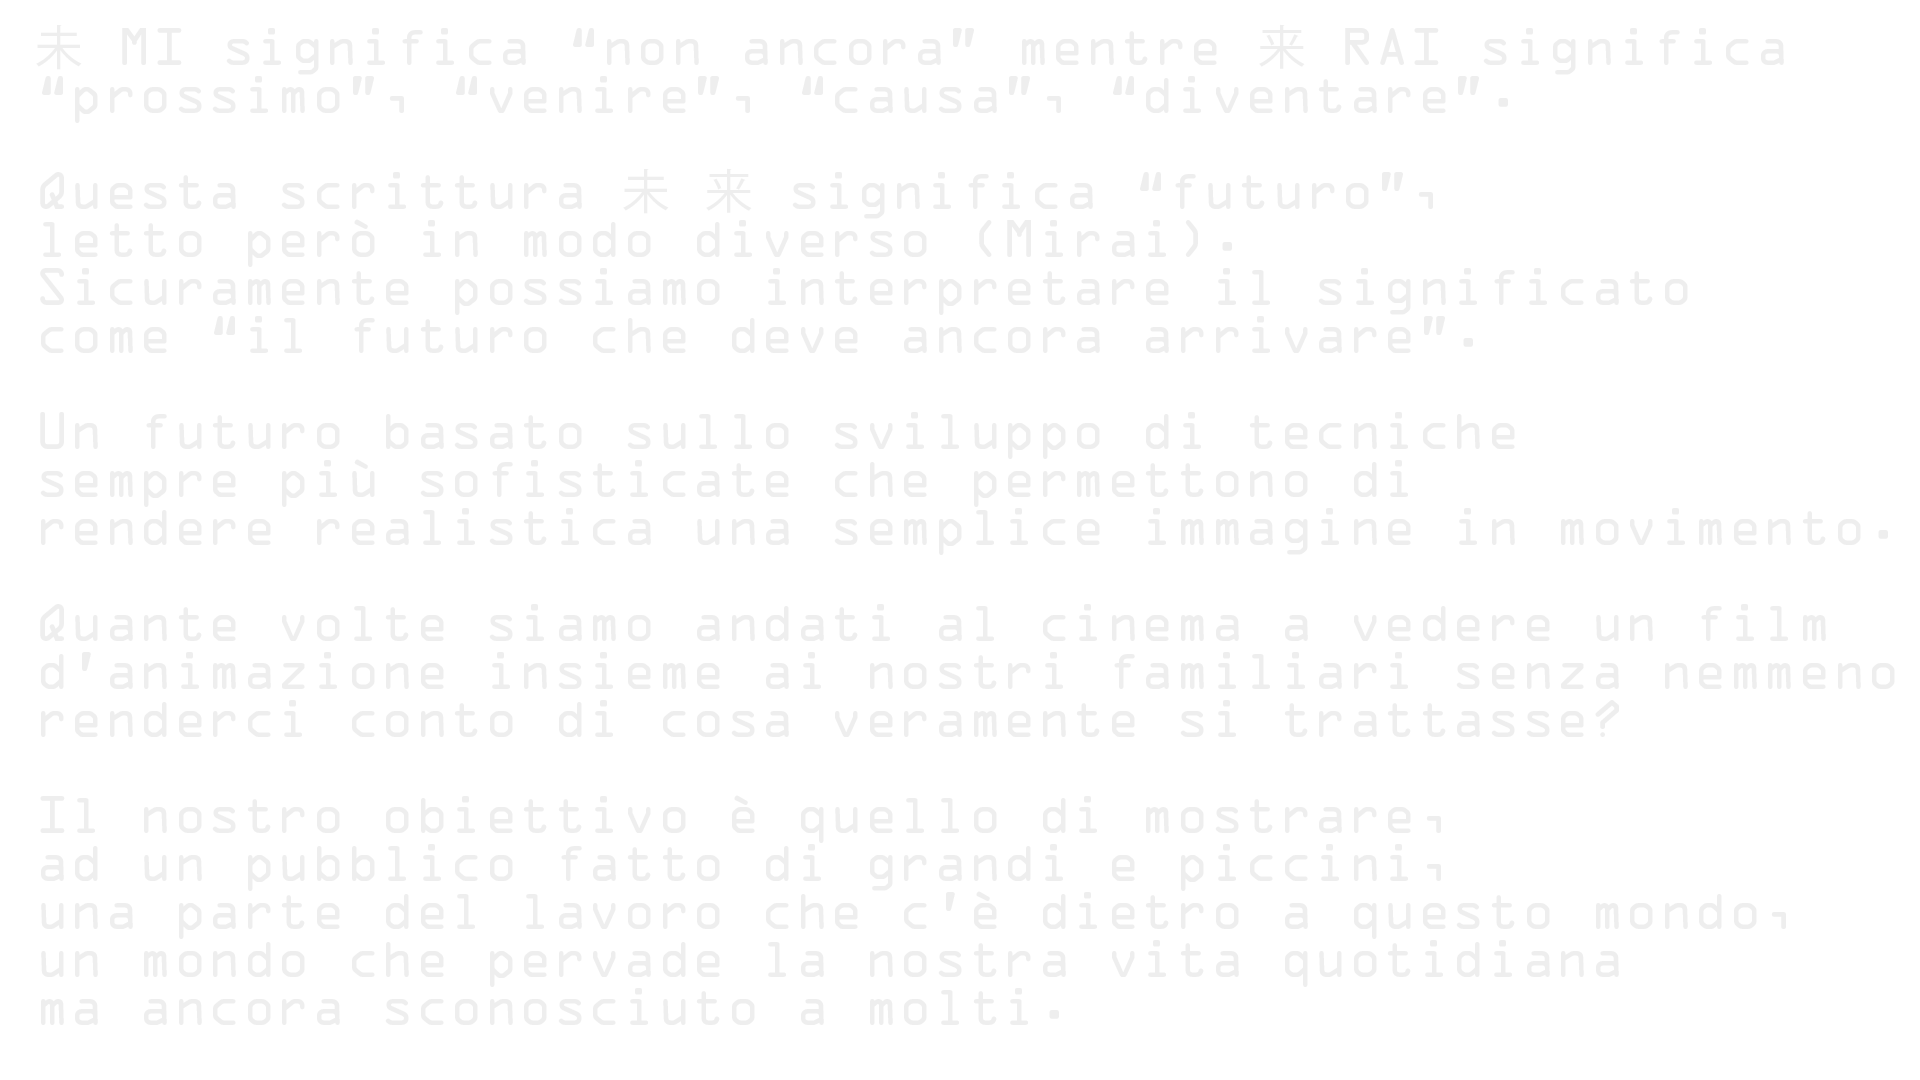 未 MI significa “non ancora” mentre 来 RAI significa
“prossimo”, “venire”, “causa”, “diventare”.
Questa scrittura 未 来 significa “futuro”,
letto però in modo diverso (Mirai).
Sicuramente possiamo interpretare il significato
come “il futuro che deve ancora arrivare”.
Un futuro basato sullo sviluppo di tecniche
sempre più sofisticate che permettono di
rendere realistica una semplice immagine in movimento.
Quante volte siamo andati al cinema a vedere un film
d'animazione insieme ai nostri familiari senza nemmeno
renderci conto di cosa veramente si trattasse?
Il nostro obiettivo è quello di mostrare,
ad un pubblico fatto di grandi e piccini,
una parte del lavoro che c'è dietro a questo mondo,
un mondo che pervade la nostra vita quotidiana
ma ancora sconosciuto a molti.